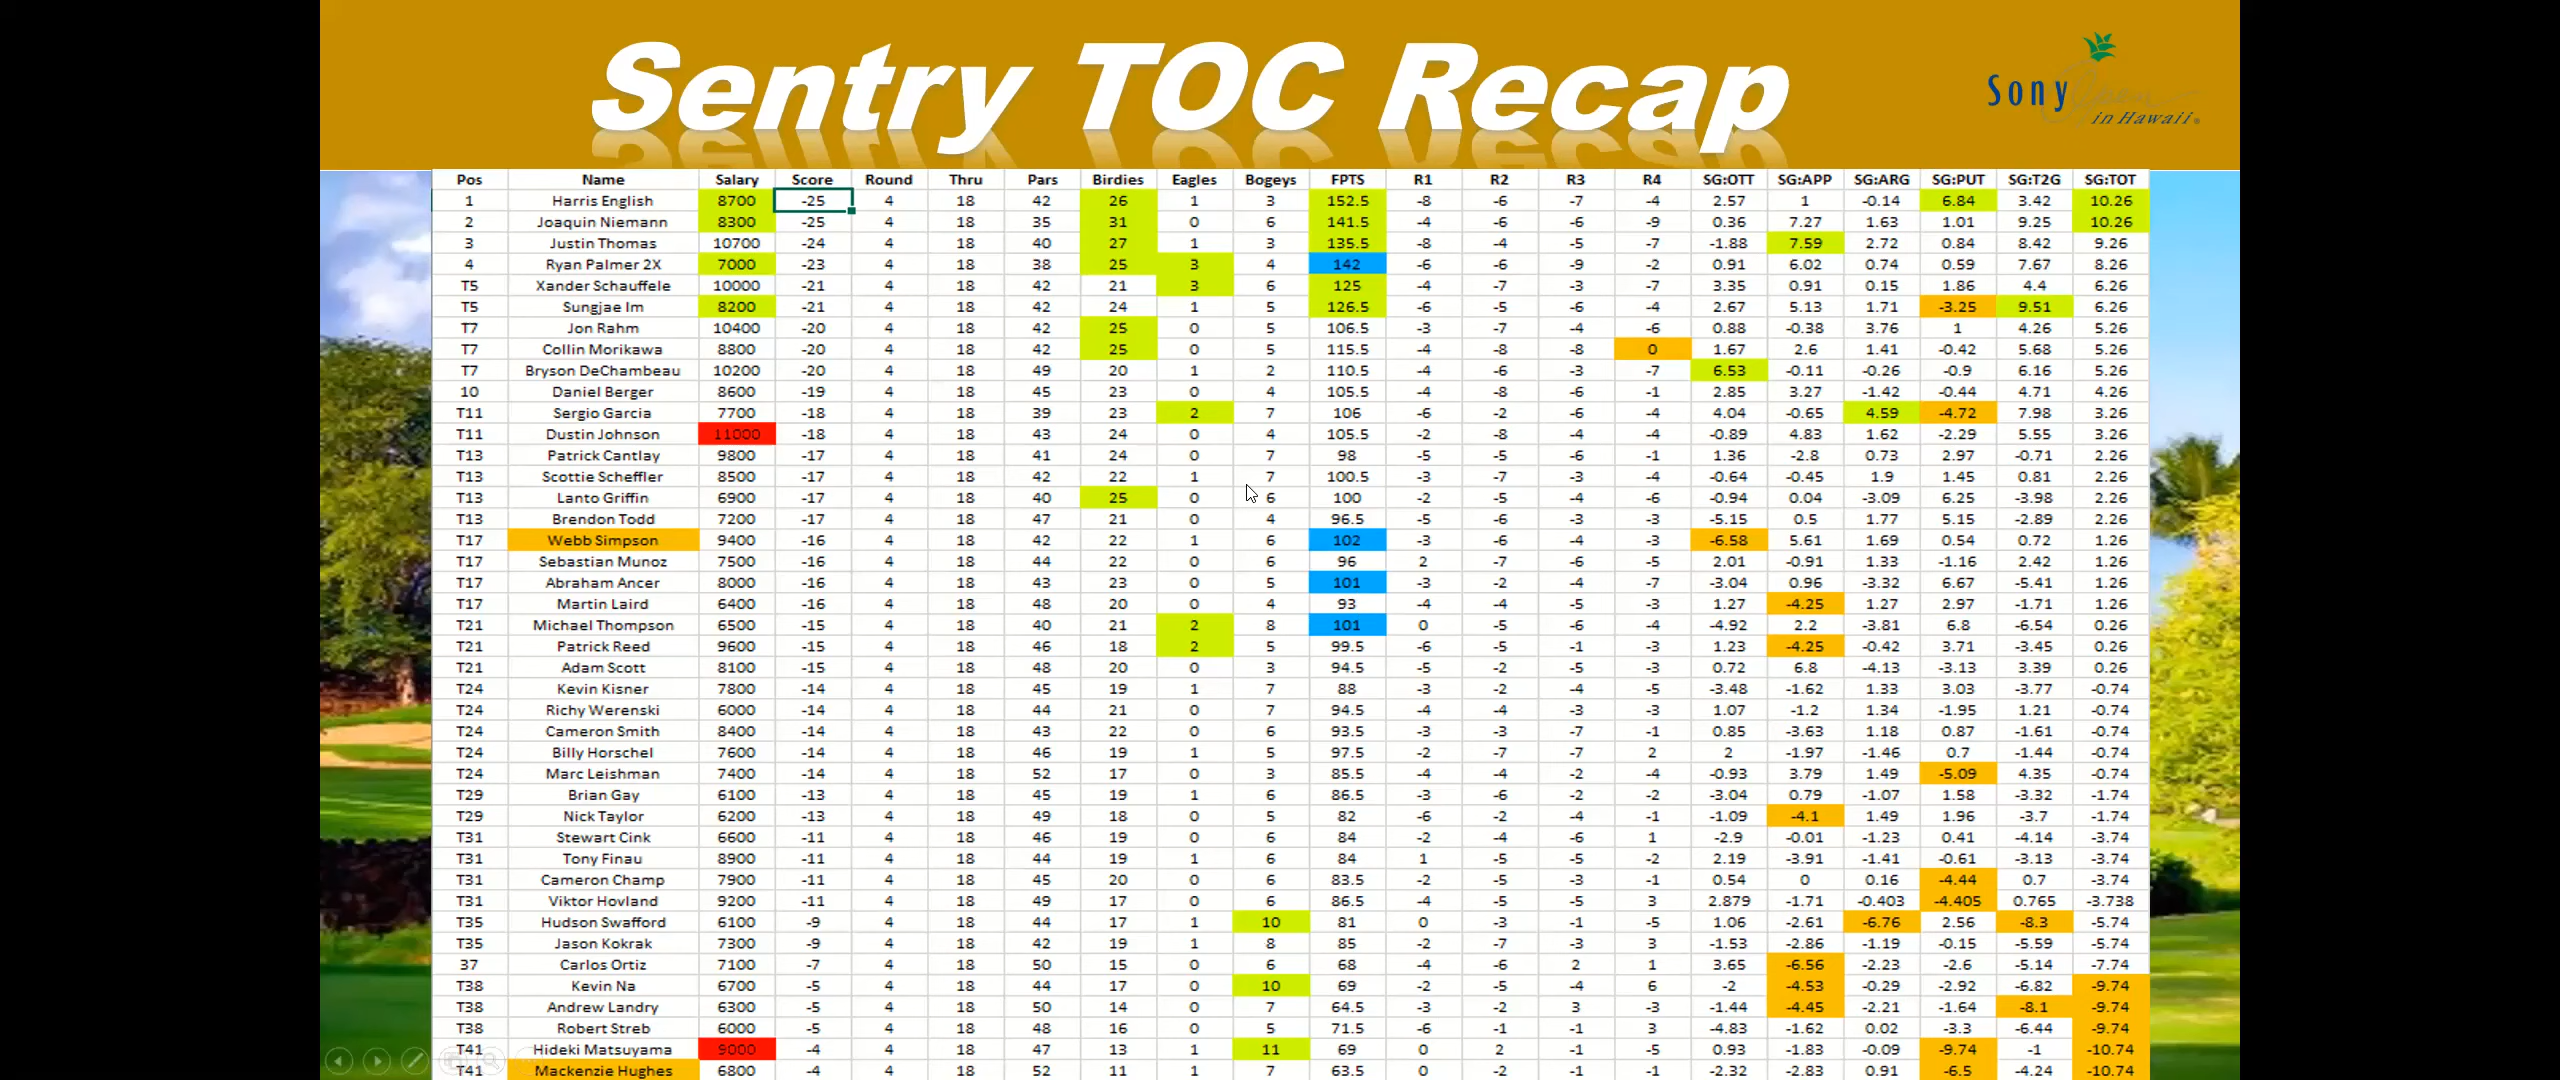 Sentry TOC Recap
Sony Open
in Hawaii
Pos Name Salary Score Round Thru Pars Birdies Eagles Bogeys FPTS R1 R2 R3 R4 SG:OTT SG:APP SG:ARG SG:PUT SG:T2G SG:TOT
1 Harris English 8700 -25 4 18 42 26 1 3 152.5 -8 -6 -7 -4 2.57 1 -0.14 6.84 3.42 10.26
2 Joaquin Niemann 8300 -25 4 18 35 31 0 6 141.5 -4 -6 -6 -9 0.36 7.27 1.63 1.01 9.25 10.26
3 Justin Thomas 10700 -24 4 18 40 27 1 3 135.5 -8 -4 -5 -7 -1.88 7.59 2.72 0.84 8.42 9.26
4 Ryan Palmer 2X 7000 -23 4 18 38 25 3 4 142 -6 -6 -9 -2 0.91 6.02 0.74 0.59 7.67 8.26
T5 Xander Schauffele 10000 -21 4 18 42 21 3 6 125 -4 -7 -3 -7 3.35 0.91 0.15 1.86 4.4 6.26
T5 Sungjae Im 8200 -21 4 18 42 24 1 5 126.5 -6 -5 -6 -4 2.67 5.13 1.71 -3.25 9.51 6.26
T7 Jon Rahm 10400 -20 4 18 42 25 0 5 106.5 -3 -7 -4 -6 0.88 -0.38 3.76 1 4.26 5.26
T7 Collin Morikawa 8800 -20 4 18 42 25 0 5 115.5 -4 -8 -8 0 1.67 2.6 1.41 -0.42 5.68 5.26
T7 Bryson DeChambeau 10200 -20 4 18 49 20 1 2 110.5 -4 -6 -3 -7 6.53 -0.11 -0.26 -0.9 6.16 5.26
10 Daniel Berger 8600 -19 4 18 45 23 0 4 105.5 -4 -8 -6 -1 2.85 3.27 -1.42 -0.44 4.71 4.26
T11 Sergio Garcia 7700 -18 4 18 39 23 2 7 106 -6 -2 -6 -4 4.04 -0.65 4.59 -4.72 7.98 3.26
T11 Dustin Johnson 11000 -18 4 18 43 24 0 4 105.5 -2 -8 -4 -4 -0.89 4.83 1.62 -2.29 5.55 3.26
T13 Patrick Cantlay 9800 -17 4 18 41 24 0 7 98 -5 -5 -6 -1 1.36 -2.8 0.73 2.97 -0.71 2.26
T13 Scottie Scheffler 8500 -17 4 18 42 22 1 7 100.5 -3 -7 -3 -4 -0.64 -0.45 1.9 1.45 0.81 2.26
T13 Lanto Griffin 6900 -17 4 18 40 25 0 6 100 -2 -5 -4 -6 -0.94 0.04 -3.09 6.25 -3.98 2.26
T13 Brendon Todd 7200 -17 4 18 47 21 0 4 96.5 -5 -6 -3 -3 -5.15 0.5 1.77 5.15 -2.89 2.26
T17 Webb Simpson 9400 -16 4 18 42 22 1 6 102 -3 -6 -4 -3 -6.58 5.61 1.69 0.54 0.72 1.26
T17 Sebastian Munoz 7500 -16 4 18 44 22 0 6 96 2 -7 -6 -5 2.01 -0.91 1.33 -1.16 2.42 1.26
T17 Abraham Ancer 8000 -16 4 18 43 23 0 5 101 -3 -2 -4 -7 -3.04 0.96 -3.32 6.67 -5.41 1.26
T17 Martin Laird 6400 -16 4 18 48 20 0 4 93 -4 -4 -5 -3 1.27 -4.25 1.27 2.97 -1.71 1.26
T21 Michael Thompson 6500 -15 4 18 40 21 2 8 101 0 -5 -6 -4 -4.92 2.2 -3.81 6.8 -6.54 0.26
T21 Patrick Reed 9600 -15 4 18 46 18 2 5 99.5 -6 -5 -1 -3 1.23 -4.25 -0.42 3.71 -3.45 0.26
T21 Adam Scott 8100 -15 4 18 48 20 0 3 94.5 -5 -2 -5 -3 0.72 6.8 -4.13 -3.13 3.39 0.26
T24 Kevin Kisner 7800 -14 4 18 45 19 1 7 88 -3 -2 -4 -5 -3.48 -1.62 1.33 3.03 -3.77 -0.74
T24 Richy Werenski 6000 -14 4 18 44 21 0 7 94.5 -4 -4 -3 -3 1.07 -1.2 1.34 -1.95 1.21 -0.74
T24 Cameron Smith 8400 -14 4 18 43 22 0 6 93.5 -3 -3 -7 -1 0.85 -3.63 1.18 0.87 -1.61 -0.74
T24 Billy Horschel 7600 -14 4 18 46 19 1 5 97.5 -2 -7 -7 2 2 -1.97 -1.46 0.7 -1.44 -0.74
T24 Marc Leishman 7400 -14 4 18 52 17 0 3 85.5 -4 -4 -2 -4 -0.93 3.79 1.49 -5.09 4.35 -0.74
T29 Brian Gay 6100 -13 4 18 45 19 1 6 86.5 -3 -6 -2 -2 -3.04 0.79 -1.07 1.58 -3.32 -1.74
T29 Nick Taylor 6200 -13 4 18 49 18 0 5 82 -6 -2 -4 -1 -1.09 -4.1 1.49 1.96 -3.7 -1.74
T31 Stewart Cink 6600 -11 4 18 46 19 0 6 84 -2 -4 -6 1 -2.9 -0.01 -1.23 0.41 -4.14 -3.74
T31 Tony Finau 8900 -11 4 18 44 19 1 6 84 1 -5 -5 -2 2.19 -3.91 -1.41 -0.61 -3.13 -3.74
T31 Cameron Champ 7900 -11 4 18 45 20 0 6 83.5 -2 -5 -3 -1 0.54 0 0.16 -4.44 0.7 -3.74
T31 Viktor Hovland 9200 -11 4 18 49 17 0 6 86.5 -4 -5 -5 3 2.879 -1.71 -0.403 -4.405 0.765 -3.738
T35 Hudson Swafford 6100 -9 4 18 44 17 1 10 81 0 -3 -1 -5 1.06 -2.61 -6.76 2.56 -8.3 -5.74
T35 Jason Kokrak 7300 -9 4 18 42 19 1 8 85 -2 -7 -3 3 -1.53 -2.86 -1.19 -0.15 -5.59 -5.74
37 Carlos Ortiz 7100 -7 4 18 50 15 0 6 68 -4 -6 2 1 3.65 -6.56 -2.23 -2.6 -5.14 -7.74
T38 Kevin Na 6700 -5 4 18 44 17 0 10 69 -2 -5 -4 6 -2 -4.53 -0.29 -2.92 -6.82 -9.74
T38 Andrew Landry 6300 -5 4 18 50 14 0 7 64.5 -3 -2 3 -3 -1.44 -4.45 -2.21 -1.64 -8.1 -9.74
T38 Robert Streb 6000 -5 4 18 48 16 0 5 71.5 -6 -1 -1 3 -4.83 -1.62 0.02 -3.3 -6.44 -9.74
T41 Hideki Matsuyama 9000 -4 4 18 47 13 1 11 69 0 2 -1 -5 0.93 -1.83 -0.09 -9.74 -1 -10.74
T41 Mackenzie Hughes 6800 -4 4 18 52 11 1 7 63.5 0 -2 -1 -1 -2.32 -2.83 0.91 -6.5 -4.24 -10.74